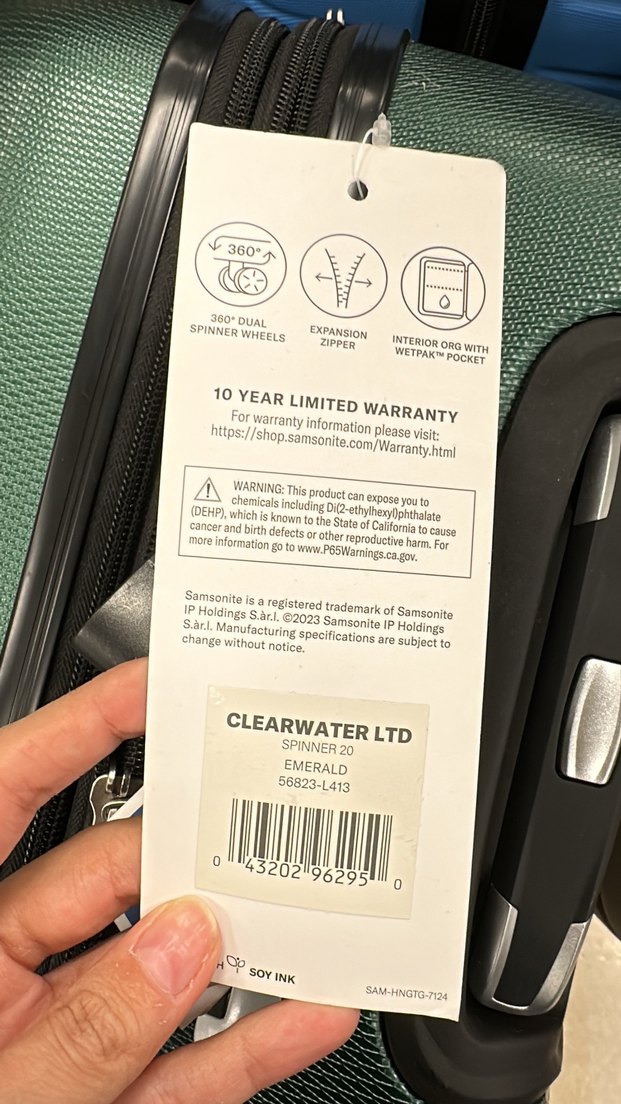 360°
360° DUAL
SPINNER WHEELS
EXPANSION
ZIPPER
INTERIOR ORG WITH
WETPAK™ POCKET
10 YEAR LIMITED WARRANTY
For warranty information please visit:
https://shop.samsonite.com/Warranty.html
WARNING: This product can expose you to
chemicals including Di(2-ethylhexyl)phthalate
(DEHP), which is known to the State of California to cause
cancer and birth defects or other reproductive harm. For
more information go to www.P65Warnings.ca.gov.
Samsonite is a registered trademark of Samsonite
IP Holdings S.àr.l. ©2023 Samsonite IP Holdings
S.àr.l. Manufacturing specifications are subject to
change without notice.
CLEARWATER LTD
SPINNER 20
EMERALD
56823-L413
0 43202 96295 0
SOY INK
SAM-HNGTG-7124